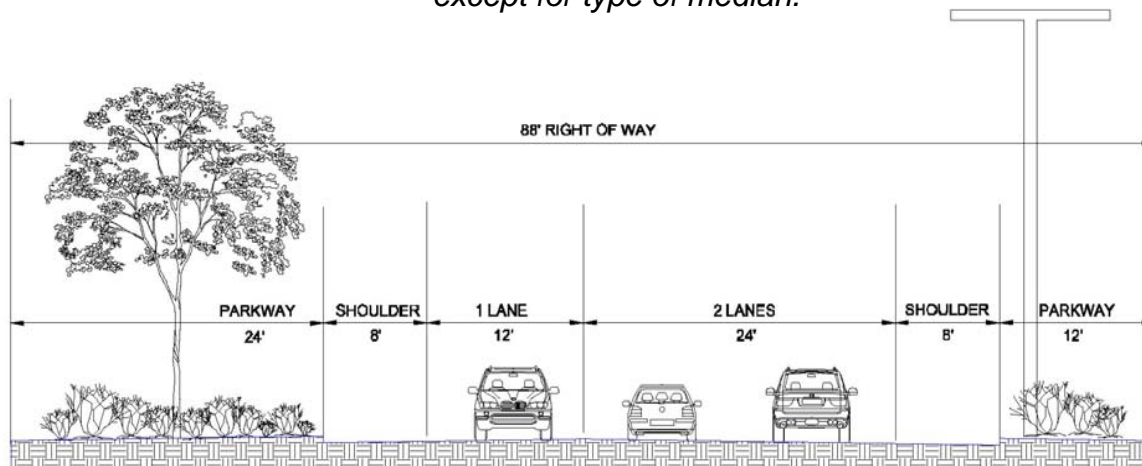 except for type of median.
88' RIGHT OF WAY
PARKWAY SHOULDER 1 LANE 2 LANES SHOULDER PARKWAY
24' 8' 12' 24' 8' 12'